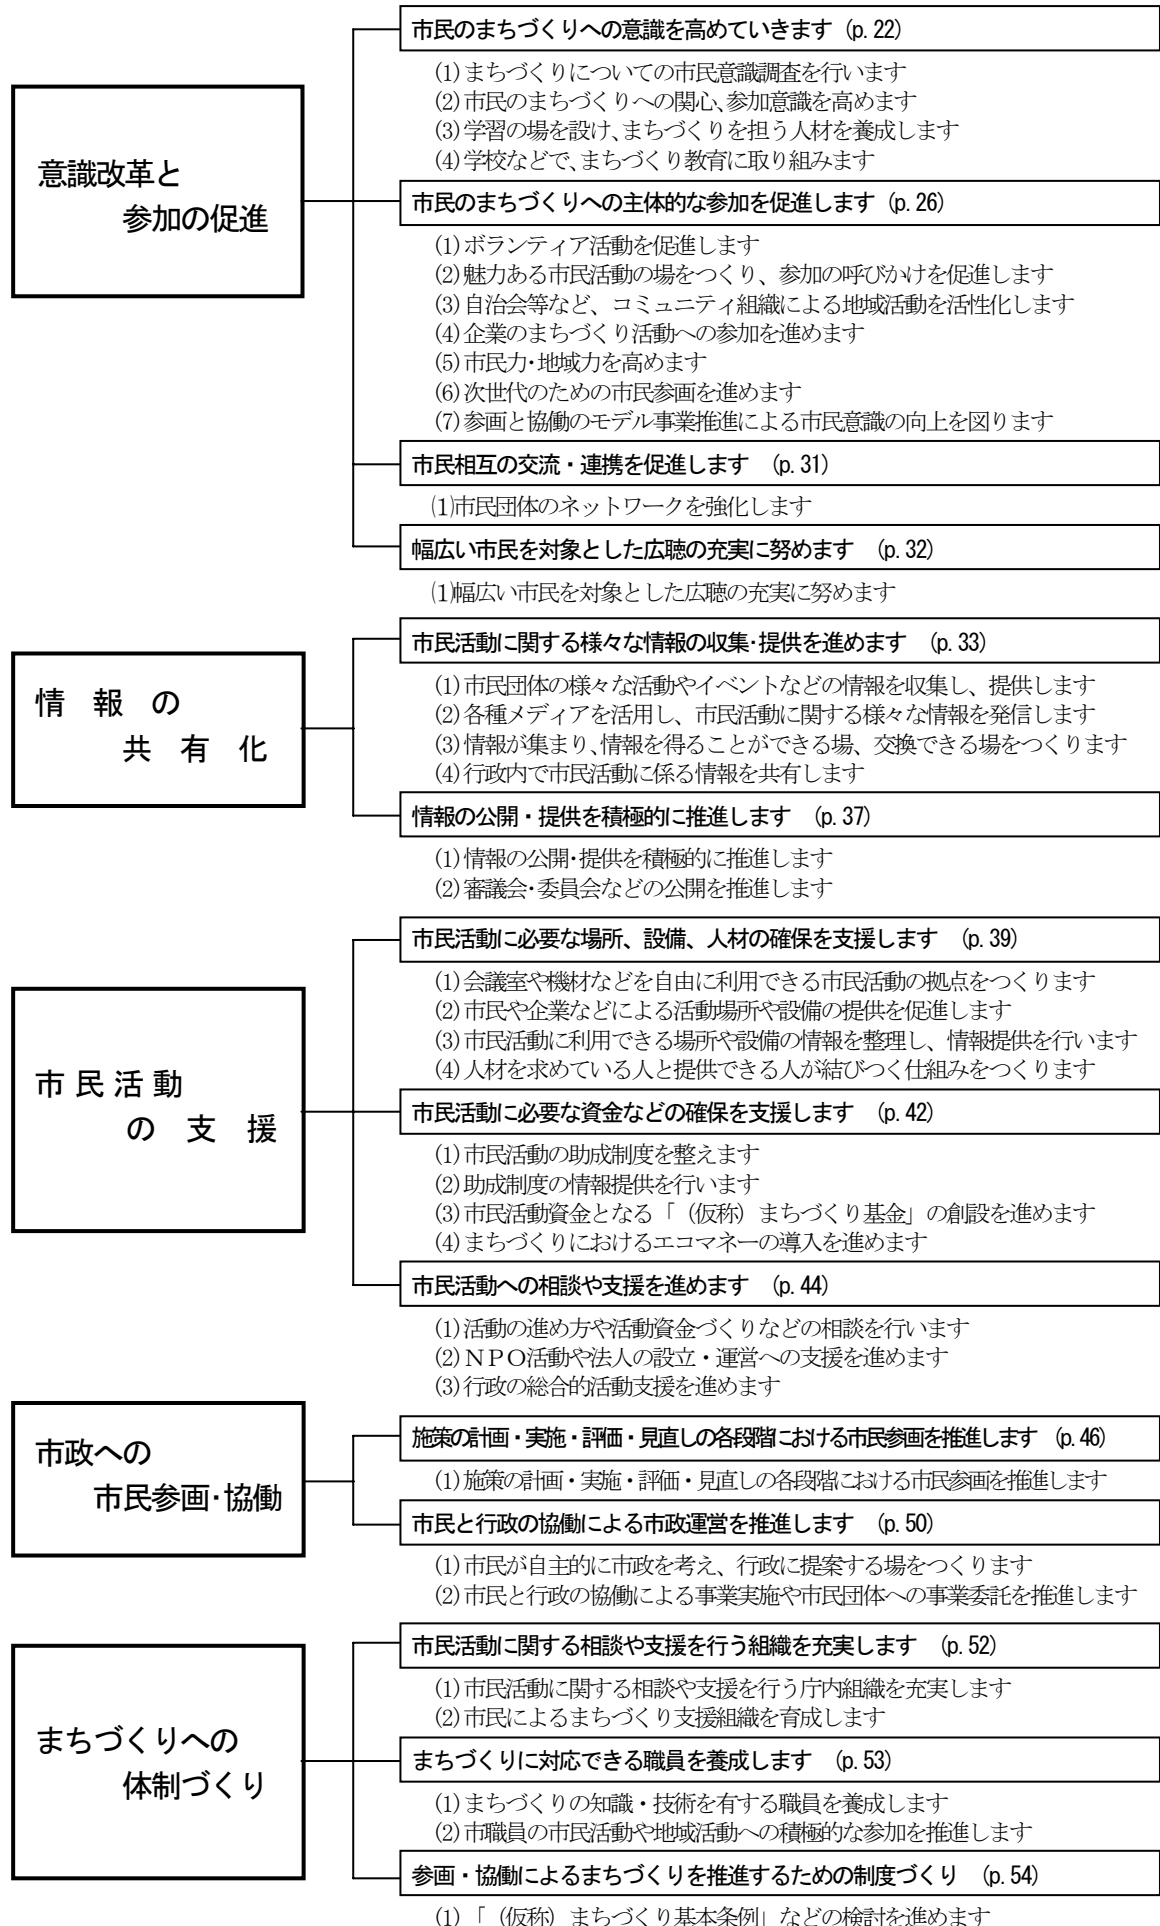 市民のまちづくりへの意識を高めていきます (p. 22)
(1)まちづくりについての市民意識調査を行います
(2)市民のまちづくりへの関心、参加意識を高めます
(3)学習の場を設け、まちづくりを担う人材を養成します
(4)学校などで、まちづくり教育に取り組みます
意識改革と
参加の促進
市民のまちづくりへの主体的な参加を促進します (p. 26)
(1)ボランティア活動を促進します
(2)魅力ある市民活動の場をつくり、参加の呼びかけを促進します
(3)自治会等など、コミュニティ組織による地域活動を活性化します
(4)企業のまちづくり活動への参加を進めます
(5)市民力・地域力を高めます
(6)次世代のための市民参画を進めます
(7)参画と協働のモデル事業推進による市民意識の向上を図ります
市民相互の交流・連携を促進します (p. 31)
(1)市民団体のネットワークを強化します
幅広い市民を対象とした広聴の充実に努めます (p. 32)
(1)幅広い市民を対象とした広聴の充実に努めます
情 報 の
共 有 化
市民活動に関する様々な情報の収集・提供を進めます (p. 33)
(1)市民団体の様々な活動やイベントなどの情報を収集し、提供します
(2)各種メディアを活用し、市民活動に関する様々な情報を発信します
(3)情報が集まり、情報を得ることができる場、交換できる場をつくります
(4)行政内で市民活動に係る情報を共有します
情報の公開・提供を積極的に推進します (p. 37)
(1)情報の公開・提供を積極的に推進します
(2)審議会・委員会などの公開を推進します
市 民 活 動
の 支 援
市民活動に必要な場所、設備、人材の確保を支援します (p. 39)
(1)会議室や機材などを自由に利用できる市民活動の拠点をつくります
(2)市民や企業などによる活動場所や設備の提供を促進します
(3)市民活動に利用できる場所や設備の情報を整理し、情報提供を行います
(4)人材を求めている人と提供できる人が結びつく仕組みをつくります
市民活動に必要な資金などの確保を支援します (p. 42)
(1)市民活動の助成制度を整えます
(2)助成制度の情報提供を行います
(3)市民活動資金となる「(仮称) まちづくり基金」の創設を進めます
(4)まちづくりにおけるエコマネーの導入を進めます
市民活動への相談や支援を進めます (p. 44)
(1)活動の進め方や活動資金づくりなどの相談を行います
(2)NPO活動や法人の設立・運営への支援を進めます
(3)行政の総合的活動支援を進めます
市政への
市民参画・協働
施策の計画・実施・評価・見直しの各段階における市民参画を推進します (p. 46)
(1)施策の計画・実施・評価・見直しの各段階における市民参画を推進します
市民と行政の協働による市政運営を推進します (p. 50)
(1)市民が自主的に市政を考え、行政に提案する場をつくります
(2)市民と行政の協働による事業実施や市民団体への事業委託を推進します
まちづくりへの
体制づくり
市民活動に関する相談や支援を行う組織を充実します (p. 52)
(1)市民活動に関する相談や支援を行う庁内組織を充実します
(2)市民によるまちづくり支援組織を育成します
まちづくりに対応できる職員を養成します (p. 53)
(1)まちづくりの知識・技術を有する職員を養成します
(2)市職員の市民活動や地域活動への積極的な参加を推進します
参画・協働によるまちづくりを推進するための制度づくり (p. 54)
(1)「(仮称) まちづくり基本条例」などの検討を進めます